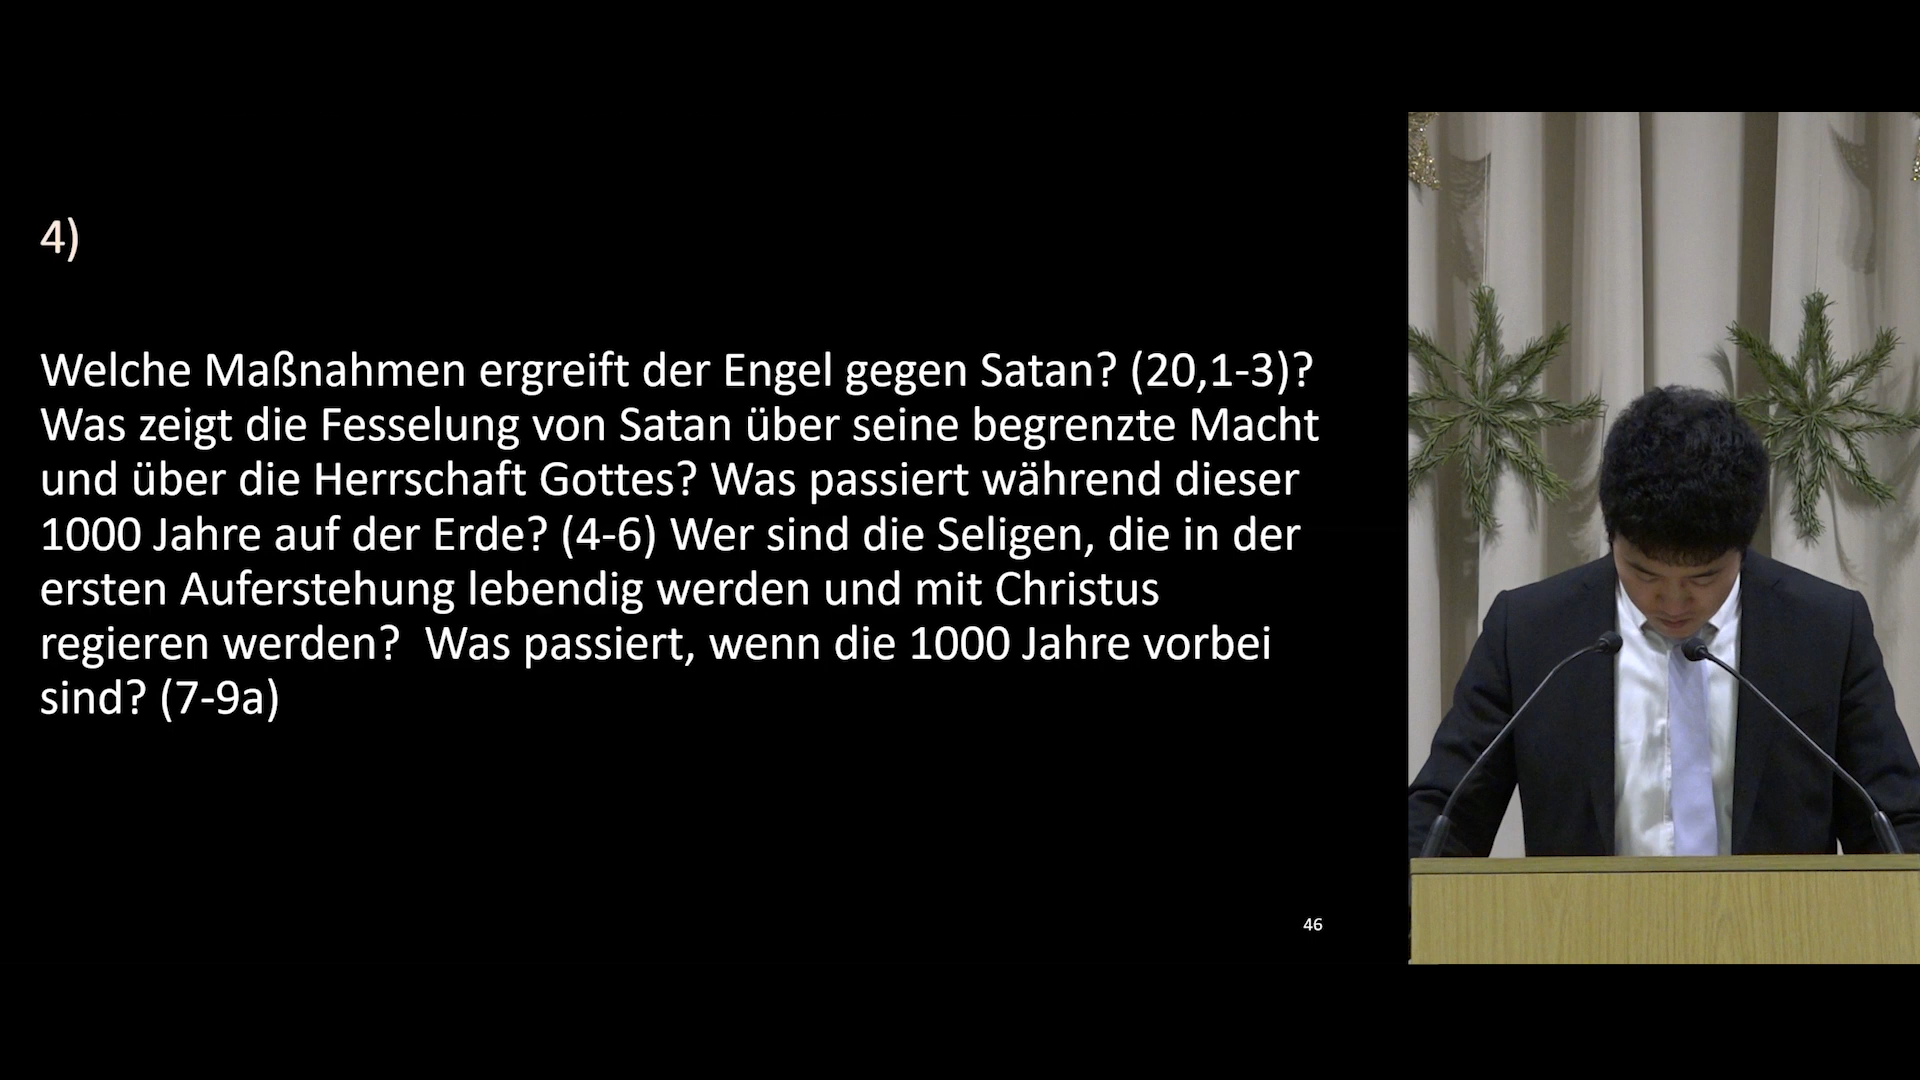 4)
Welche Maßnahmen ergreift der Engel gegen Satan? (20,1-3)?
Was zeigt die Fesselung von Satan über seine begrenzte Macht
und über die Herrschaft Gottes? Was passiert während dieser
1000 Jahre auf der Erde? (4-6) Wer sind die Seligen, die in der
ersten Auferstehung lebendig werden und mit Christus
regieren werden?  Was passiert, wenn die 1000 Jahre vorbei
sind? (7-9a)
46